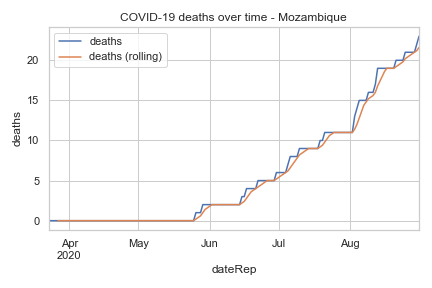 COVID-19 deaths over time - Mozambique
deaths
deaths (rolling)
20
15
10
5
0
deaths
Apr
2020
May
Jun
Jul
Aug
dateRep